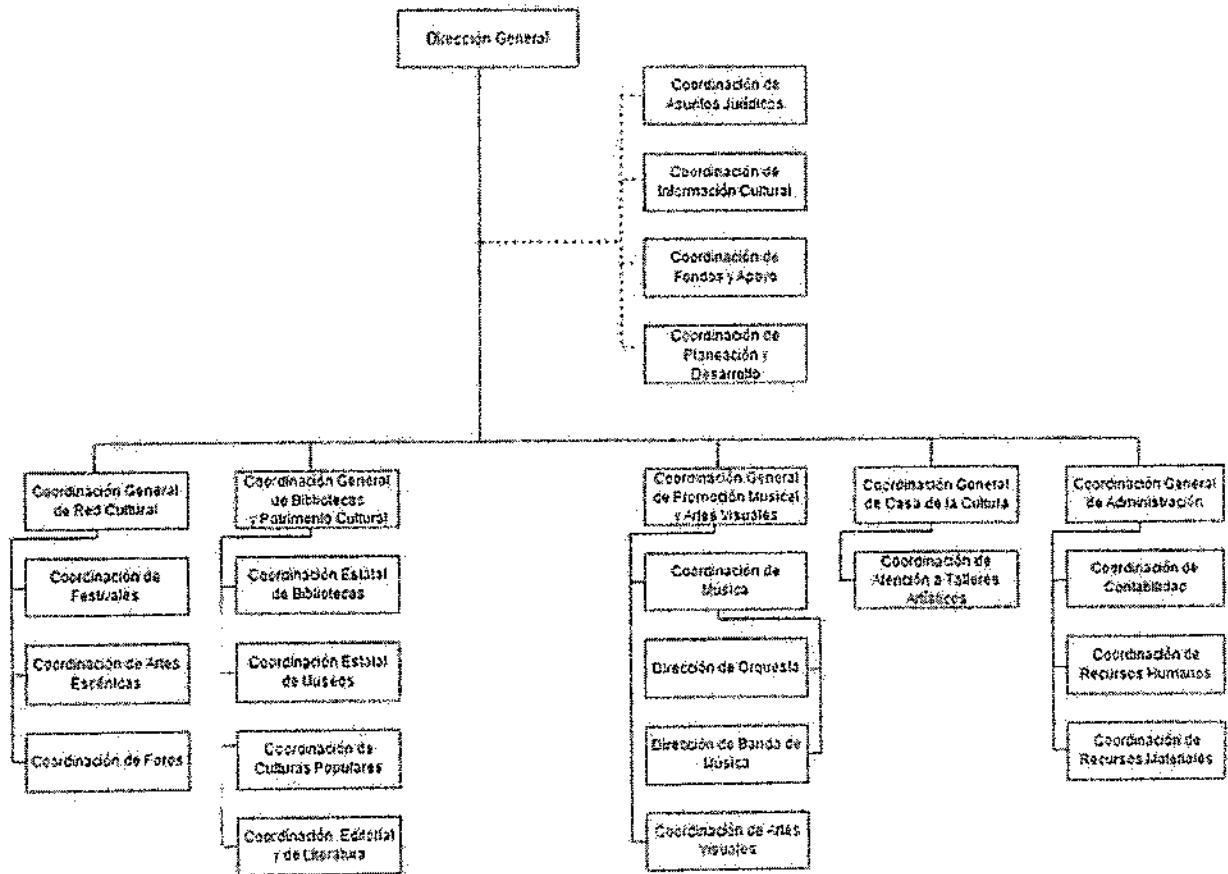 Dirección General
Coordinación de
Asuntos Jurídicos
Coordinación de
Información Cultural
Coordinación de
Fondos y Apoyo
Coordinación de
Planeación y
Desarrollo
Coordinación General
de Red Cultural
Coordinación de
Festivales
Coordinación de Artes
Escénicas
Coordinación de Foros
Coordinación General
de Bibliotecas
y Patrimonio Cultural
Coordinación Estatal
de Bibliotecas
Coordinación Estatal
de Museos
Coordinación de
Culturas Populares
Coordinación Editorial
y de Literatura
Coordinación General
de Promoción Musical
y Artes Visuales
Coordinación de
Música
Dirección de Orquesta
Dirección de Banda de
Música
Coordinación de Artes
Visuales
Coordinación General
de Casa de la Cultura
Coordinación de
Atención a Talleres
Artísticos
Coordinación General
de Administración
Coordinación de
Contabilidad
Coordinación de
Recursos Humanos
Coordinación de
Recursos Materiales